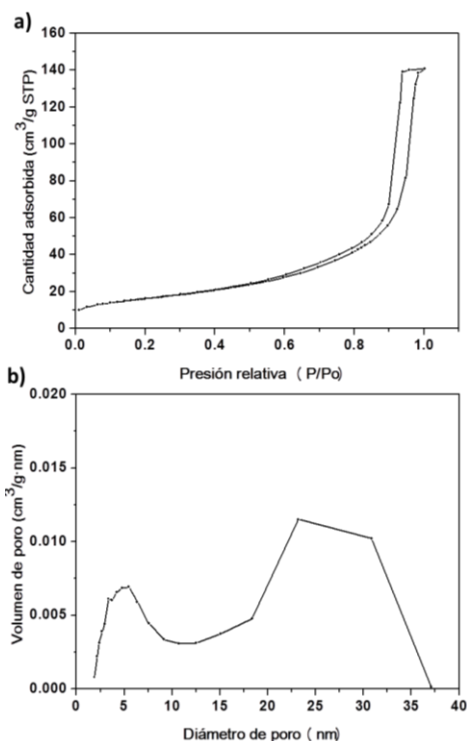 a)
160
140
120
100
80
60
40
20
0
Cantidad adsorbida (cm³/g STP)
0.0 0.2 0.4 0.6 0.8 1.0
Presión relativa ( P/Po)
b)
0.020
0.015
0.010
0.005
0.000
Volumen de poro (cm³/g·nm)
0 5 10 15 20 25 30 35 40
Diámetro de poro ( nm)